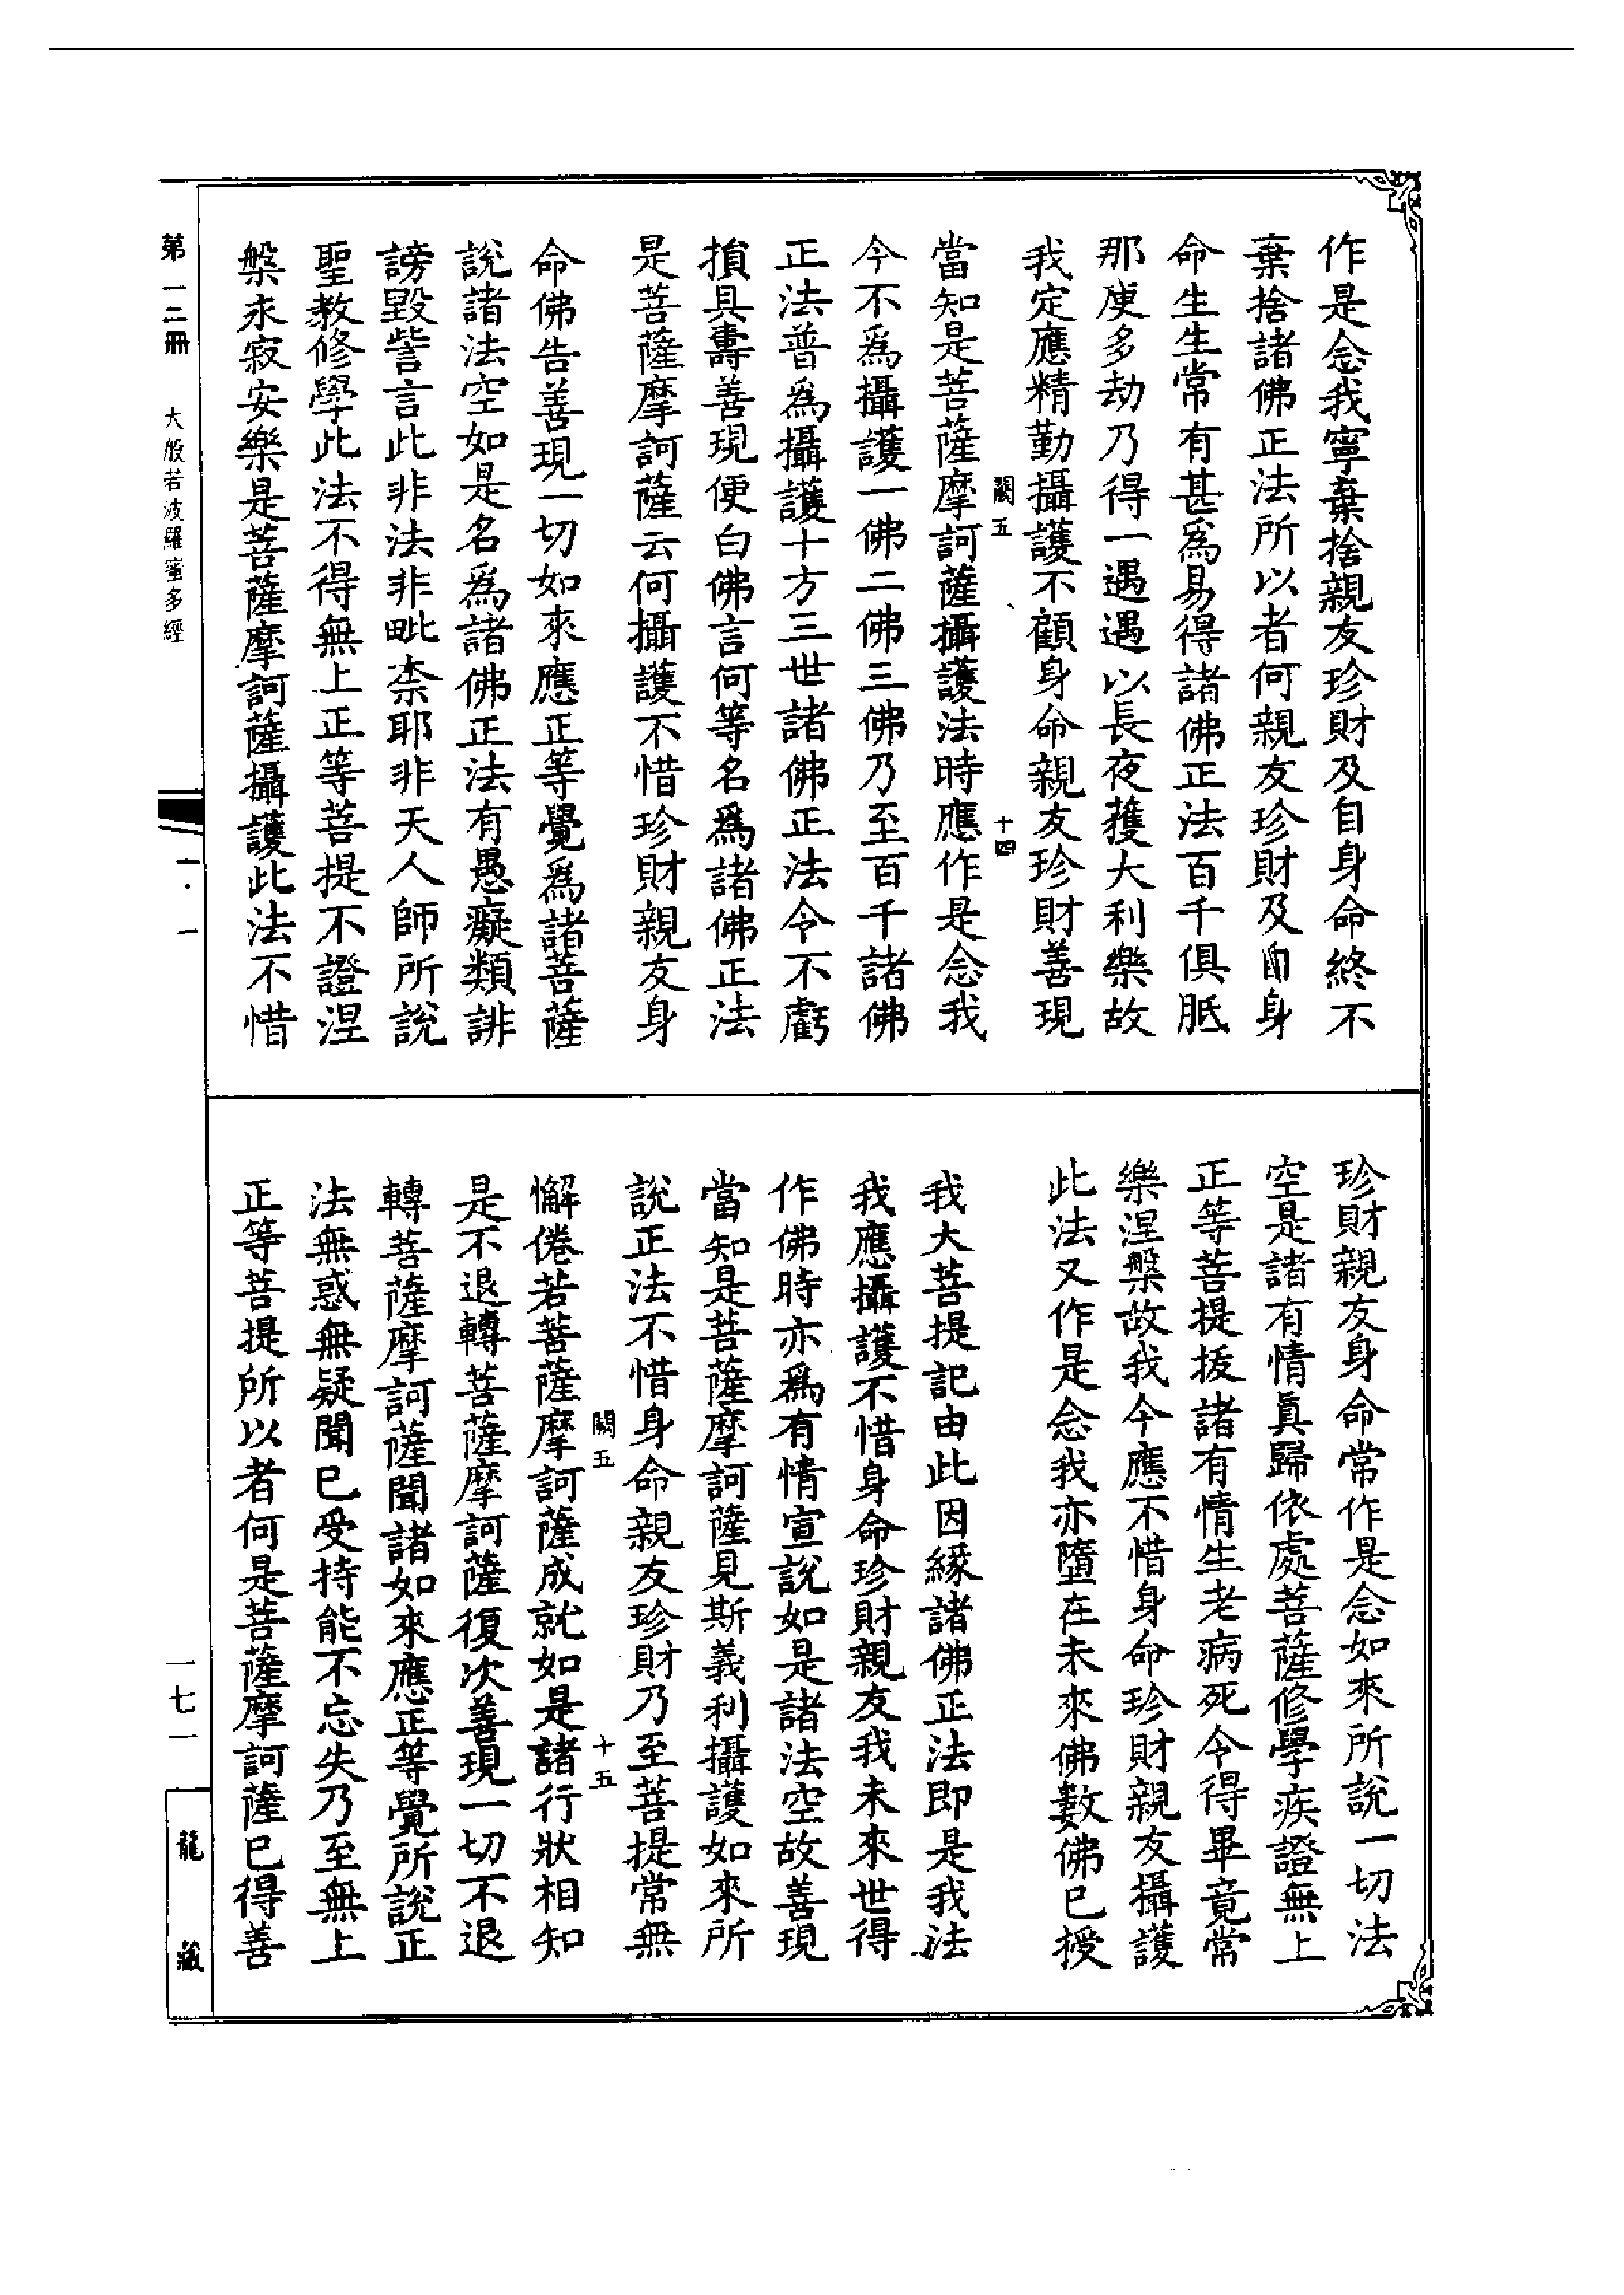 作是念我寧棄捨親友珍財及自身命終不
棄捨諸佛正法所以者何親友珍財及自身
命生生常有甚爲易得諸佛正法百千俱胝
那庾多劫乃得一遇遇以長夜獲大利樂故
我定應精勤攝護不顧身命親友珍財善現
闕五
十四
當知是菩薩摩訶薩攝護法時應作是念我
今不爲攝護一佛二佛三佛乃至百千諸佛
正法普爲攝護十方三世諸佛正法令不虧
損具壽善現便白佛言何等名爲諸佛正法
是菩薩摩訶薩云何攝護不惜珍財親友身
命佛告善現一切如來應正等覺爲諸菩薩
說諸法空如是名爲諸佛正法有愚癡類誹
謗毀訾言此非法非毗柰耶非天人師所說
聖教修學此法不得無上正等菩提不證涅
槃永寂安樂是菩薩摩訶薩攝護此法不惜
珍財親友身命常作是念如來所說一切法
空是諸有情眞歸依處菩薩修學疾證無上
正等菩提拔諸有情生老病死令得畢竟常
樂涅槃故我今應不惜身命珍財親友攝護
此法又作是念我亦墮在未來佛數佛已授
我大菩提記由此因緣諸佛正法即是我法
我應攝護不惜身命珍財親友我未來世得
作佛時亦爲有情宣說如是諸法空故善現
當知是菩薩摩訶薩見斯義利攝護如來所
說正法不惜身命親友珍財乃至菩提常無
闕五
十五
懈倦若菩薩摩訶薩成就如是諸行狀相知
是不退轉菩薩摩訶薩復次善現一切不退
轉菩薩摩訶薩聞諸如來應正等覺所說正
法無惑無疑聞已受持能不忘失乃至無上
正等菩提所以者何是菩薩摩訶薩已得善
第一二冊 大般若波羅蜜多經
一·一
一七一
龍藏